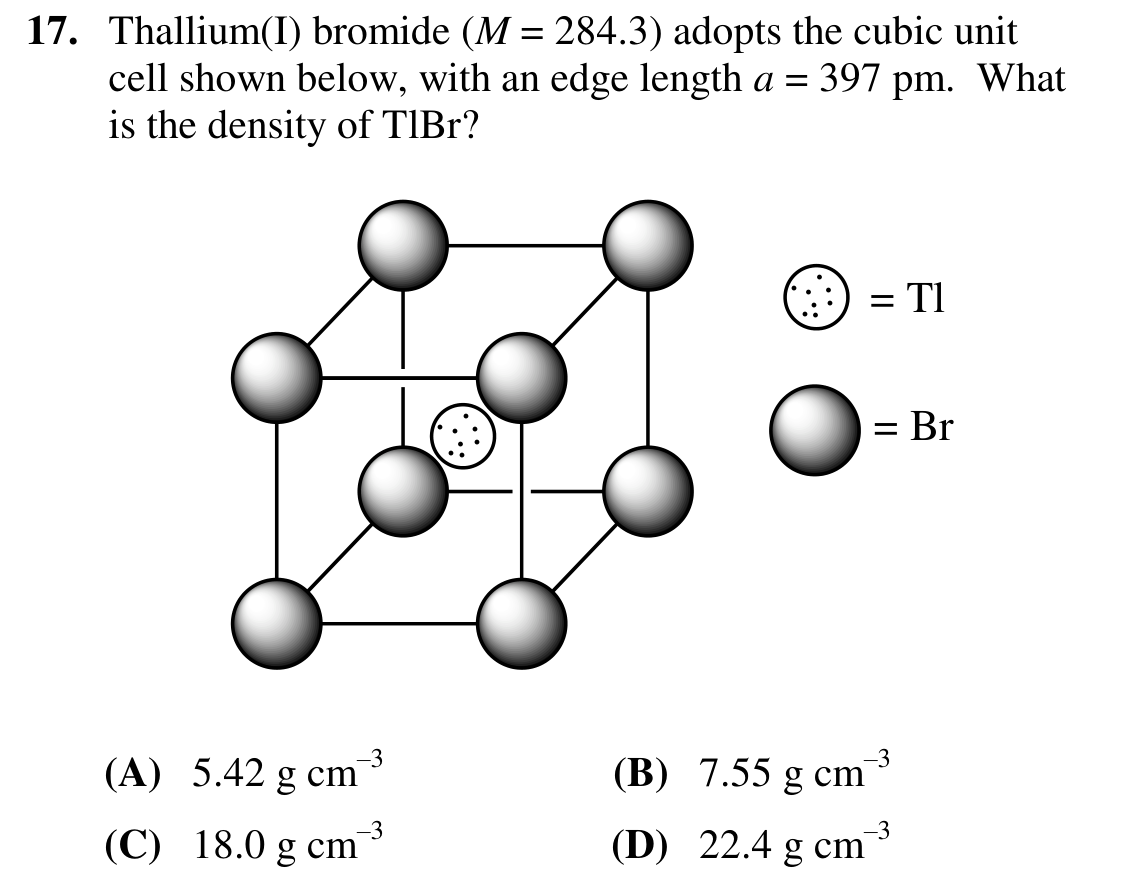 17. Thallium(I) bromide (M = 284.3) adopts the cubic unit
cell shown below, with an edge length a = 397 pm. What
is the density of TlBr?
= Tl
= Br
(A) 5.42 g cm⁻³ (B) 7.55 g cm⁻³
(C) 18.0 g cm⁻³ (D) 22.4 g cm⁻³